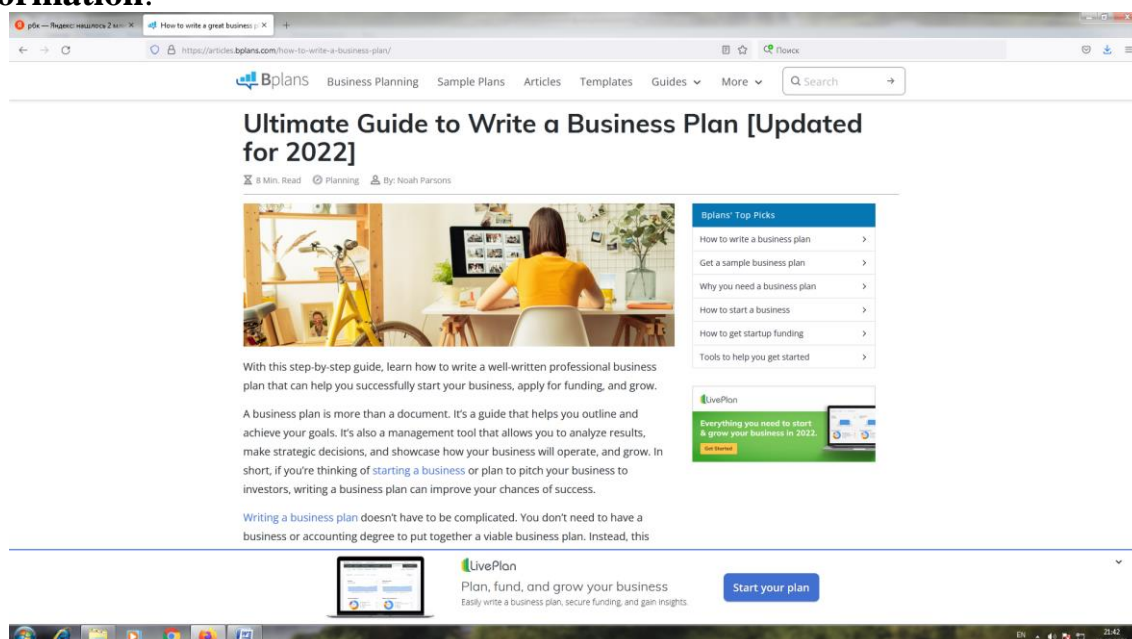 formation.
рбк — Яндекс: нашлось 2 млн
How to write a great business p
https://articles.bplans.com/how-to-write-a-business-plan/
Поиск
Bplans Business Planning Sample Plans Articles Templates Guides More Search
Ultimate Guide to Write a Business Plan [Updated
for 2022]
8 Min. Read Planning By: Noah Parsons
Bplans' Top Picks
How to write a business plan
Get a sample business plan
Why you need a business plan
How to start a business
How to get startup funding
Tools to help you get started
With this step-by-step guide, learn how to write a well-written professional business
plan that can help you successfully start your business, apply for funding, and grow.
A business plan is more than a document. It's a guide that helps you outline and
achieve your goals. It's also a management tool that allows you to analyze results,
make strategic decisions, and showcase how your business will operate, and grow. In
short, if you're thinking of starting a business or plan to pitch your business to
investors, writing a business plan can improve your chances of success.
Writing a business plan doesn't have to be complicated. You don't need to have a
business or accounting degree to put together a viable business plan. Instead, this
LivePlan
Everything you need to start
& grow your business in 2022.
Get Started
LivePlan
Plan, fund, and grow your business
Easily write a business plan, secure funding, and gain insights.
Start your plan
EN
21:42